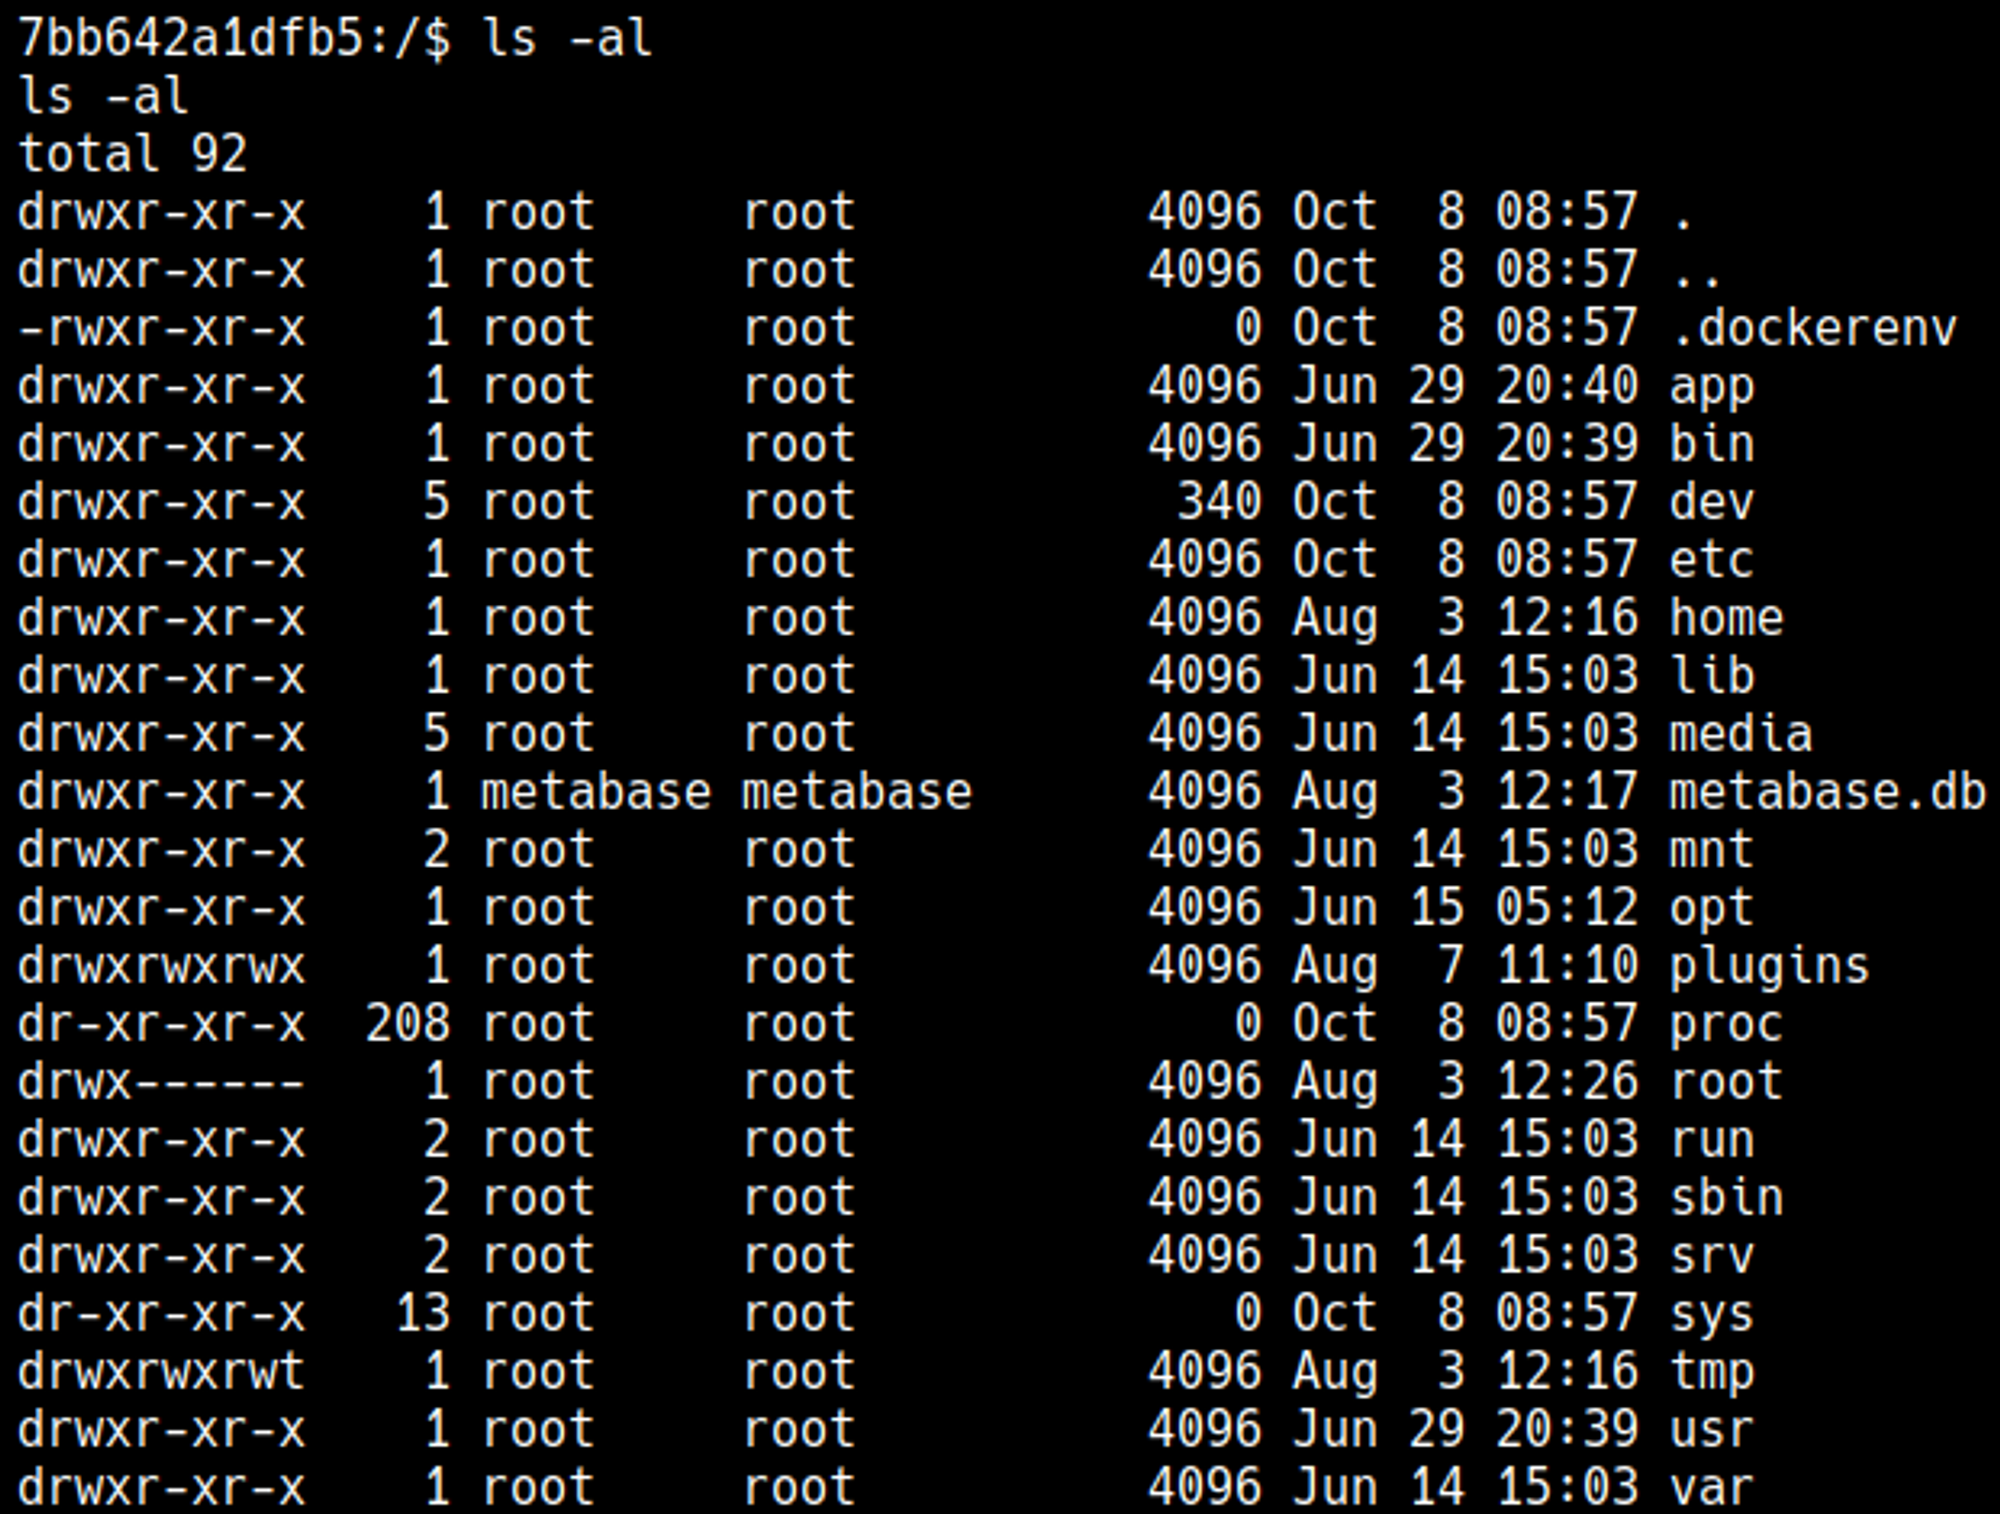 7bb642a1dfb5:/$ ls -al
ls -al
total 92
drwxr-xr-x    1 root     root          4096 Oct  8 08:57 .
drwxr-xr-x    1 root     root          4096 Oct  8 08:57 ..
-rwxr-xr-x    1 root     root             0 Oct  8 08:57 .dockerenv
drwxr-xr-x    1 root     root          4096 Jun 29 20:40 app
drwxr-xr-x    1 root     root          4096 Jun 29 20:39 bin
drwxr-xr-x    5 root     root           340 Oct  8 08:57 dev
drwxr-xr-x    1 root     root          4096 Oct  8 08:57 etc
drwxr-xr-x    1 root     root          4096 Aug  3 12:16 home
drwxr-xr-x    1 root     root          4096 Jun 14 15:03 lib
drwxr-xr-x    5 root     root          4096 Jun 14 15:03 media
drwxr-xr-x    1 metabase metabase      4096 Aug  3 12:17 metabase.db
drwxr-xr-x    2 root     root          4096 Jun 14 15:03 mnt
drwxr-xr-x    1 root     root          4096 Jun 15 05:12 opt
drwxrwxrwx    1 root     root          4096 Aug  7 11:10 plugins
dr-xr-xr-x  208 root     root             0 Oct  8 08:57 proc
drwx------    1 root     root          4096 Aug  3 12:26 root
drwxr-xr-x    2 root     root          4096 Jun 14 15:03 run
drwxr-xr-x    2 root     root          4096 Jun 14 15:03 sbin
drwxr-xr-x    2 root     root          4096 Jun 14 15:03 srv
dr-xr-xr-x   13 root     root             0 Oct  8 08:57 sys
drwxrwxrwt    1 root     root          4096 Aug  3 12:16 tmp
drwxr-xr-x    1 root     root          4096 Jun 29 20:39 usr
drwxr-xr-x    1 root     root          4096 Jun 14 15:03 var